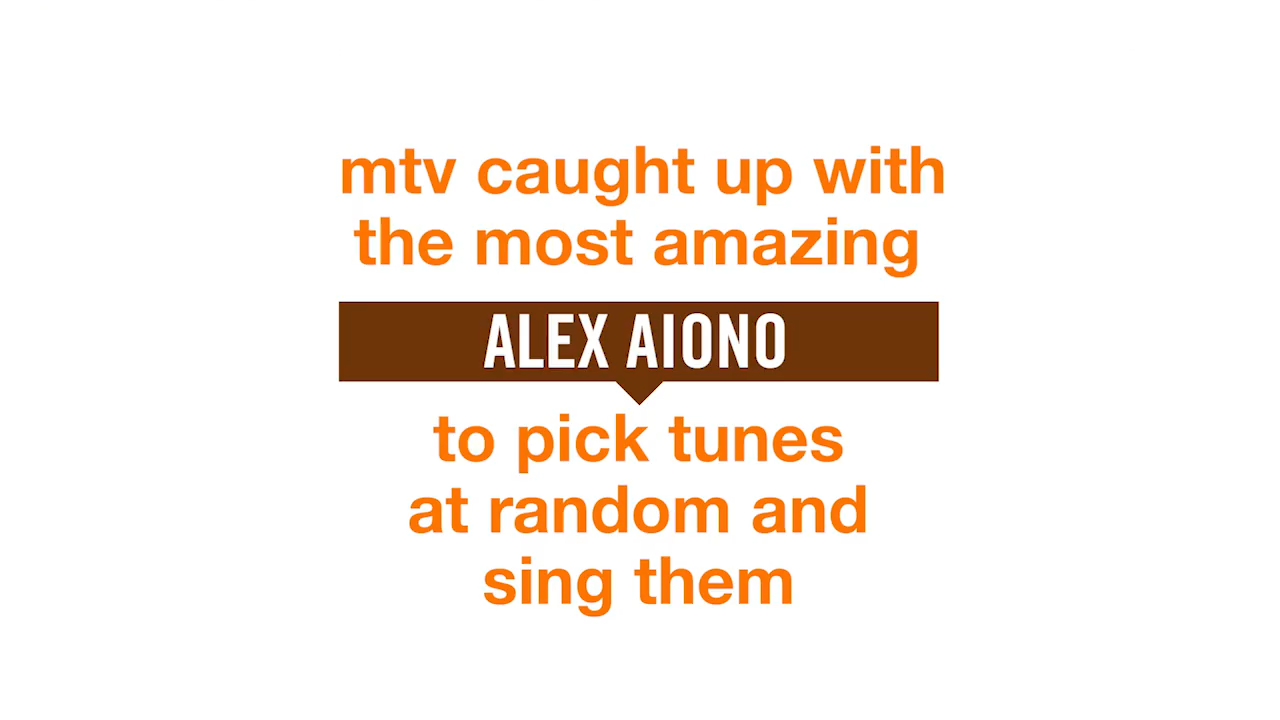 mtv caught up with
the most amazing
ALEX AIONO
to pick tunes
at random and
sing them